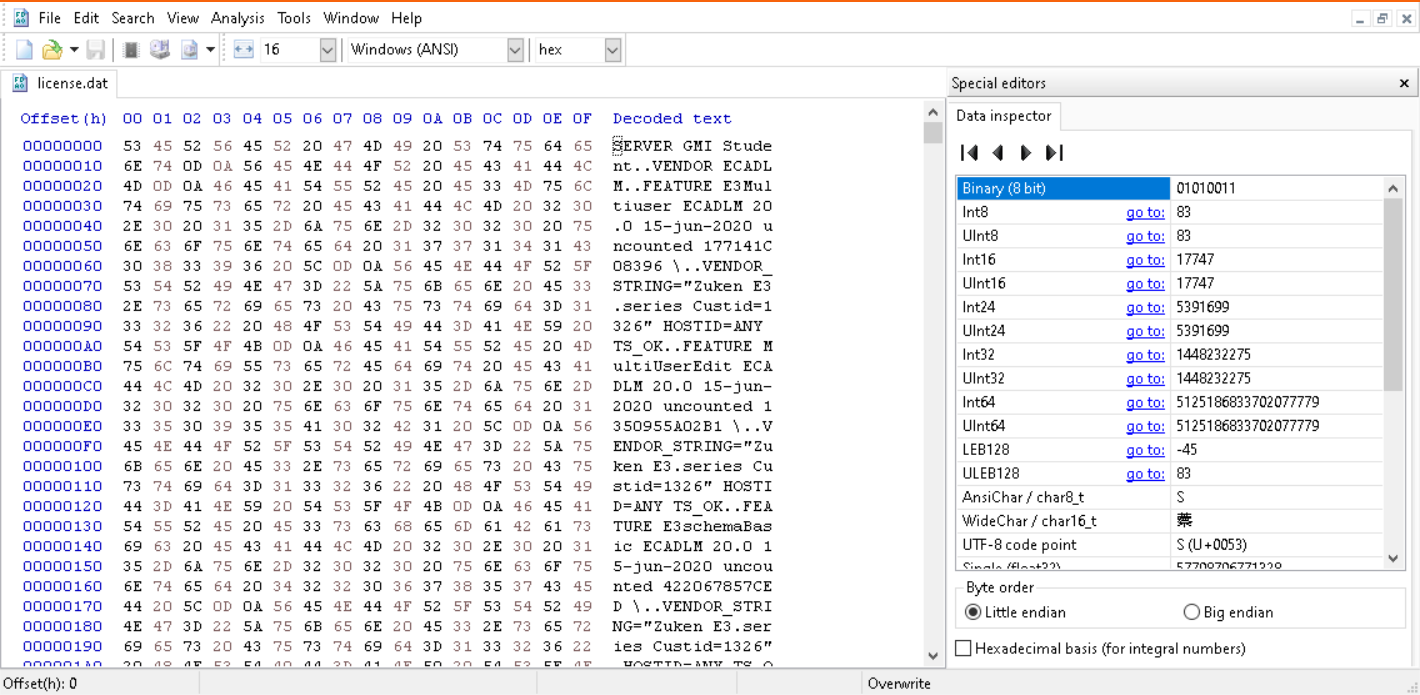 File Edit Search View Analysis Tools Window Help
16 Windows (ANSI) hex
license.dat
Special editors
Offset(h) 00 01 02 03 04 05 06 07 08 09 0A 0B 0C 0D 0E 0F Decoded text
00000000 53 45 52 56 45 52 20 47 4D 49 20 53 74 75 64 65 SERVER GMI Stude
00000010 6E 74 0D 0A 56 45 4E 44 4F 52 20 45 43 41 44 4C nt..VENDOR ECADL
00000020 4D 0D 0A 46 45 41 54 55 52 45 20 45 33 4D 75 6C M..FEATURE E3Mul
00000030 74 69 75 73 65 72 20 45 43 41 44 4C 4D 20 32 30 tiuser ECADLM 20
00000040 2E 30 20 31 35 2D 6A 75 6E 2D 32 30 32 30 20 75 .0 15-jun-2020 u
00000050 6E 63 6F 75 6E 74 65 64 20 31 37 37 31 34 31 43 ncounted 177141C
00000060 30 38 33 39 36 20 5C 0D 0A 56 45 4E 44 4F 52 5F 08396 \..VENDOR_
00000070 53 54 52 49 4E 47 3D 22 5A 75 6B 65 6E 20 45 33 STRING="Zuken E3
00000080 2E 73 65 72 69 65 73 20 43 75 73 74 69 64 3D 31 .series Custid=1
00000090 33 32 36 22 20 48 4F 53 54 49 44 3D 41 4E 59 20 326" HOSTID=ANY
000000A0 54 53 5F 4F 4B 0D 0A 46 45 41 54 55 52 45 20 4D TS_OK..FEATURE M
000000B0 75 6C 74 69 55 73 65 72 45 64 69 74 20 45 43 41 ultiUserEdit ECA
000000C0 44 4C 4D 20 32 30 2E 30 20 31 35 2D 6A 75 6E 2D DLM 20.0 15-jun-
000000D0 32 30 32 30 20 75 6E 63 6F 75 6E 74 65 64 20 31 2020 uncounted 1
000000E0 33 35 30 39 35 35 41 30 32 42 31 20 5C 0D 0A 56 350955A02B1 \..V
000000F0 45 4E 44 4F 52 5F 53 54 52 49 4E 47 3D 22 5A 75 ENDOR_STRING="Zu
00000100 6B 65 6E 20 45 33 2E 73 65 72 69 65 73 20 43 75 ken E3.series Cu
00000110 73 74 69 64 3D 31 33 32 36 22 20 48 4F 53 54 49 stid=1326" HOSTI
00000120 44 3D 41 4E 59 20 54 53 5F 4F 4B 0D 0A 46 45 41 D=ANY TS_OK..FEA
00000130 54 55 52 45 20 45 33 73 63 68 65 6D 61 42 61 73 TURE E3schemaBas
00000140 69 63 20 45 43 41 44 4C 4D 20 32 30 2E 30 20 31 ic ECADLM 20.0 1
00000150 35 2D 6A 75 6E 2D 32 30 32 30 20 75 6E 63 6F 75 5-jun-2020 uncou
00000160 6E 74 65 64 20 34 32 32 30 36 37 38 35 37 43 45 nted 422067857CE
00000170 44 20 5C 0D 0A 56 45 4E 44 4F 52 5F 53 54 52 49 D \..VENDOR_STRI
00000180 4E 47 3D 22 5A 75 6B 65 6E 20 45 33 2E 73 65 72 NG="Zuken E3.ser
00000190 69 65 73 20 43 75 73 74 69 64 3D 31 33 32 36 22 ies Custid=1326"
000001A0 20 48 4F 53 54 49 44 3D 41 4E 59 20 54 53 5F 4F HOSTID=ANY TS_O
Data inspector
Binary (8 bit) 01010011
Int8 go to: 83
UInt8 go to: 83
Int16 go to: 17747
UInt16 go to: 17747
Int24 go to: 5391699
UInt24 go to: 5391699
Int32 go to: 1448232275
UInt32 go to: 1448232275
Int64 go to: 5125186833702077779
UInt64 go to: 5125186833702077779
LEB128 go to: -45
ULEB128 go to: 83
AnsiChar / char8_t S
WideChar / char16_t
UTF-8 code point S (U+0053)
Single (float32) 57708706771328
Byte order
Little endian Big endian
Hexadecimal basis (for integral numbers)
Offset(h): 0 Overwrite